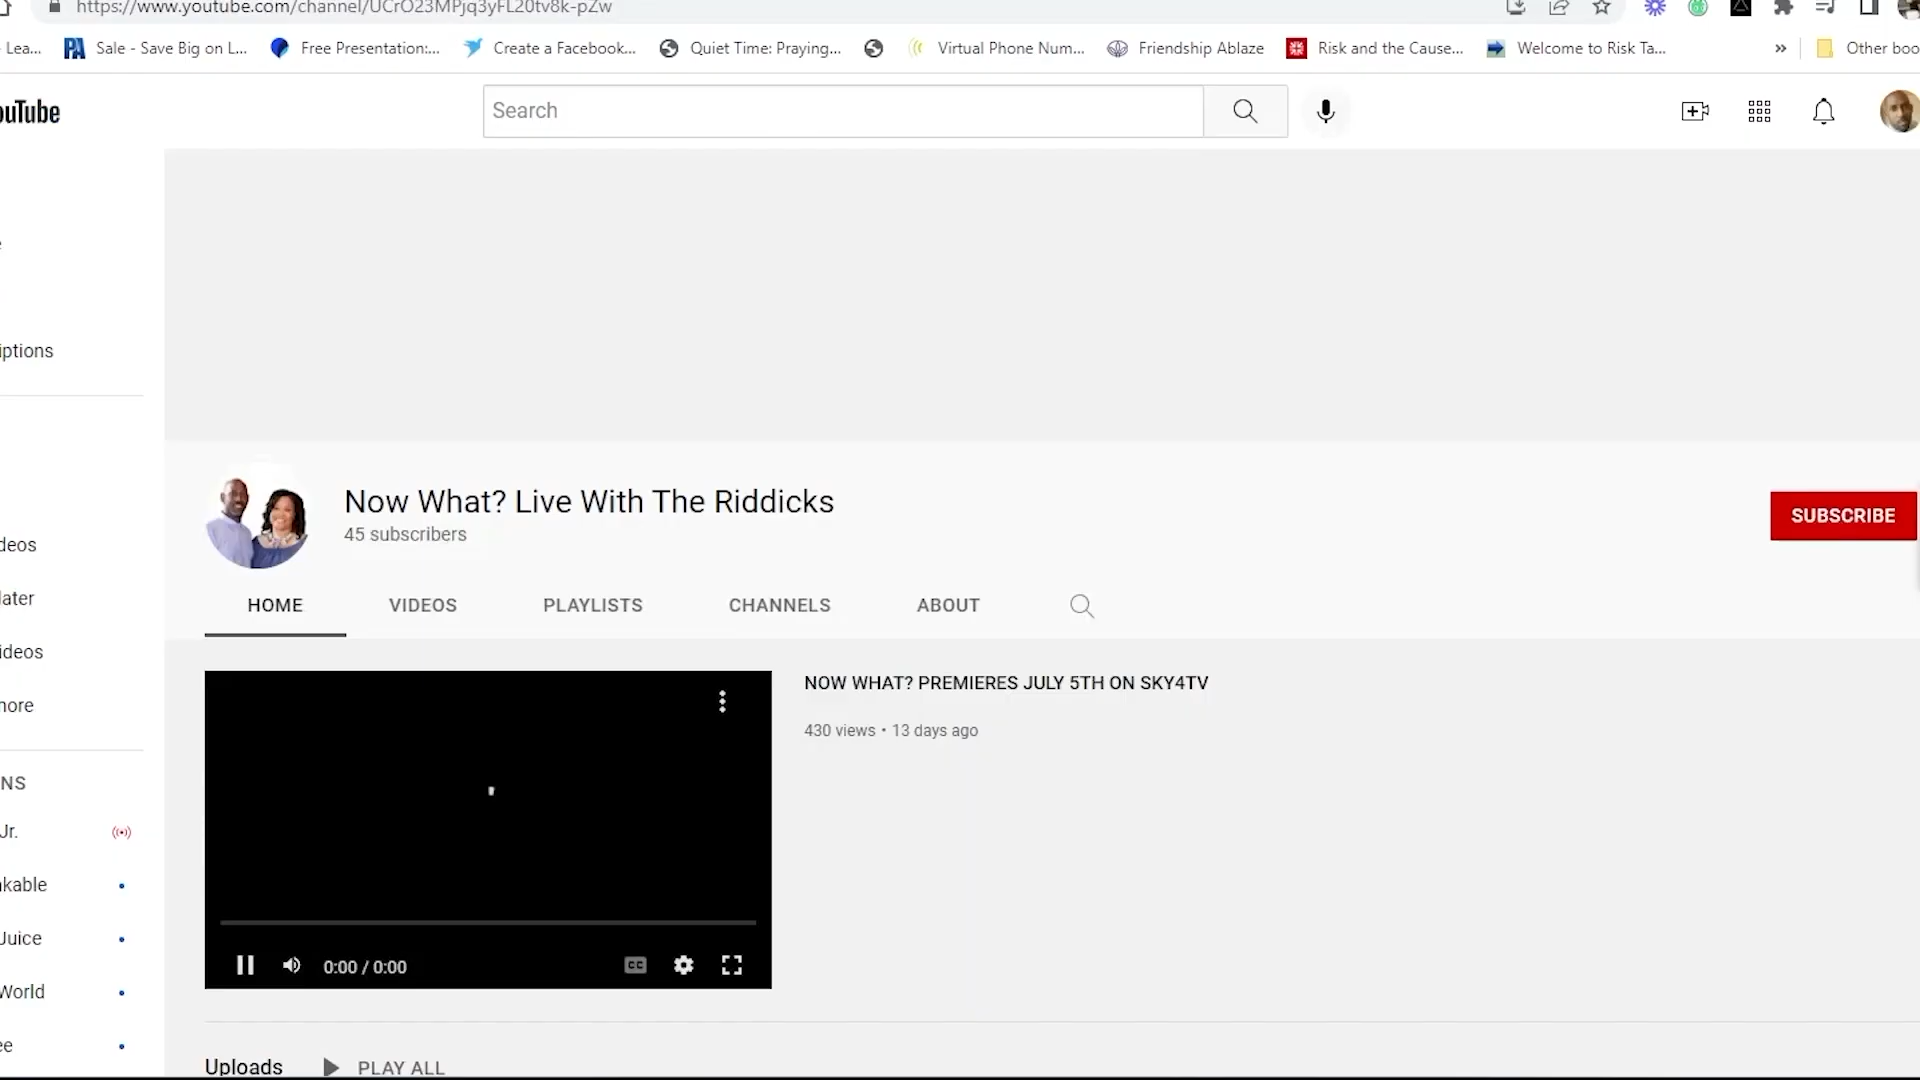 https://www.youtube.com/channel/UCrO23MPjq3yFL20tv8k-pZw
Lea... Sale - Save Big on L... Free Presentation:... Create a Facebook... Quiet Time: Praying... Virtual Phone Num... Friendship Ablaze Risk and the Cause... Welcome to Risk Ta... » Other boo
ouTube
Search
e
iptions
Now What? Live With The Riddicks
45 subscribers
SUBSCRIBE
deos
later
ideos
more
HOME VIDEOS PLAYLISTS CHANNELS ABOUT
NOW WHAT? PREMIERES JULY 5TH ON SKY4TV
430 views • 13 days ago
NS
Jr.
kable
Juice
World
ee
0:00 / 0:00
CC
Uploads PLAY ALL